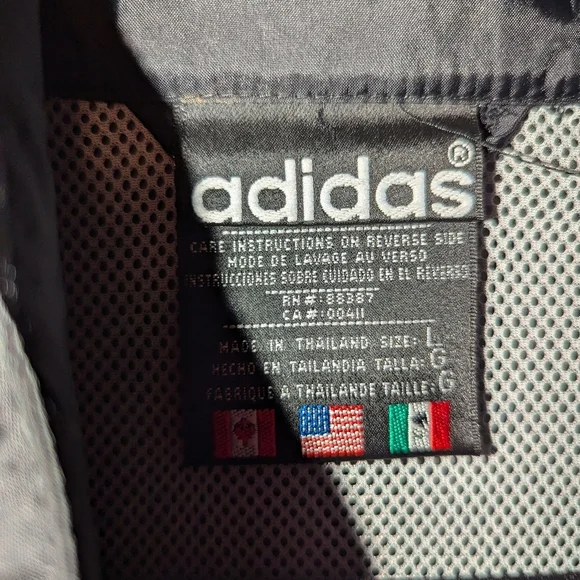 adidas®
CARE INSTRUCTIONS ON REVERSE SIDE
MODE DE LAVAGE AU VERSO
INSTRUCCIONES SOBRE CUIDADO EN EL REVERSO
RN#:88387
CA#:00411
MADE IN THAILAND SIZE: L
HECHO EN TAILANDIA TALLA: G
FABRIQUE A THAILANDE TAILLE: G